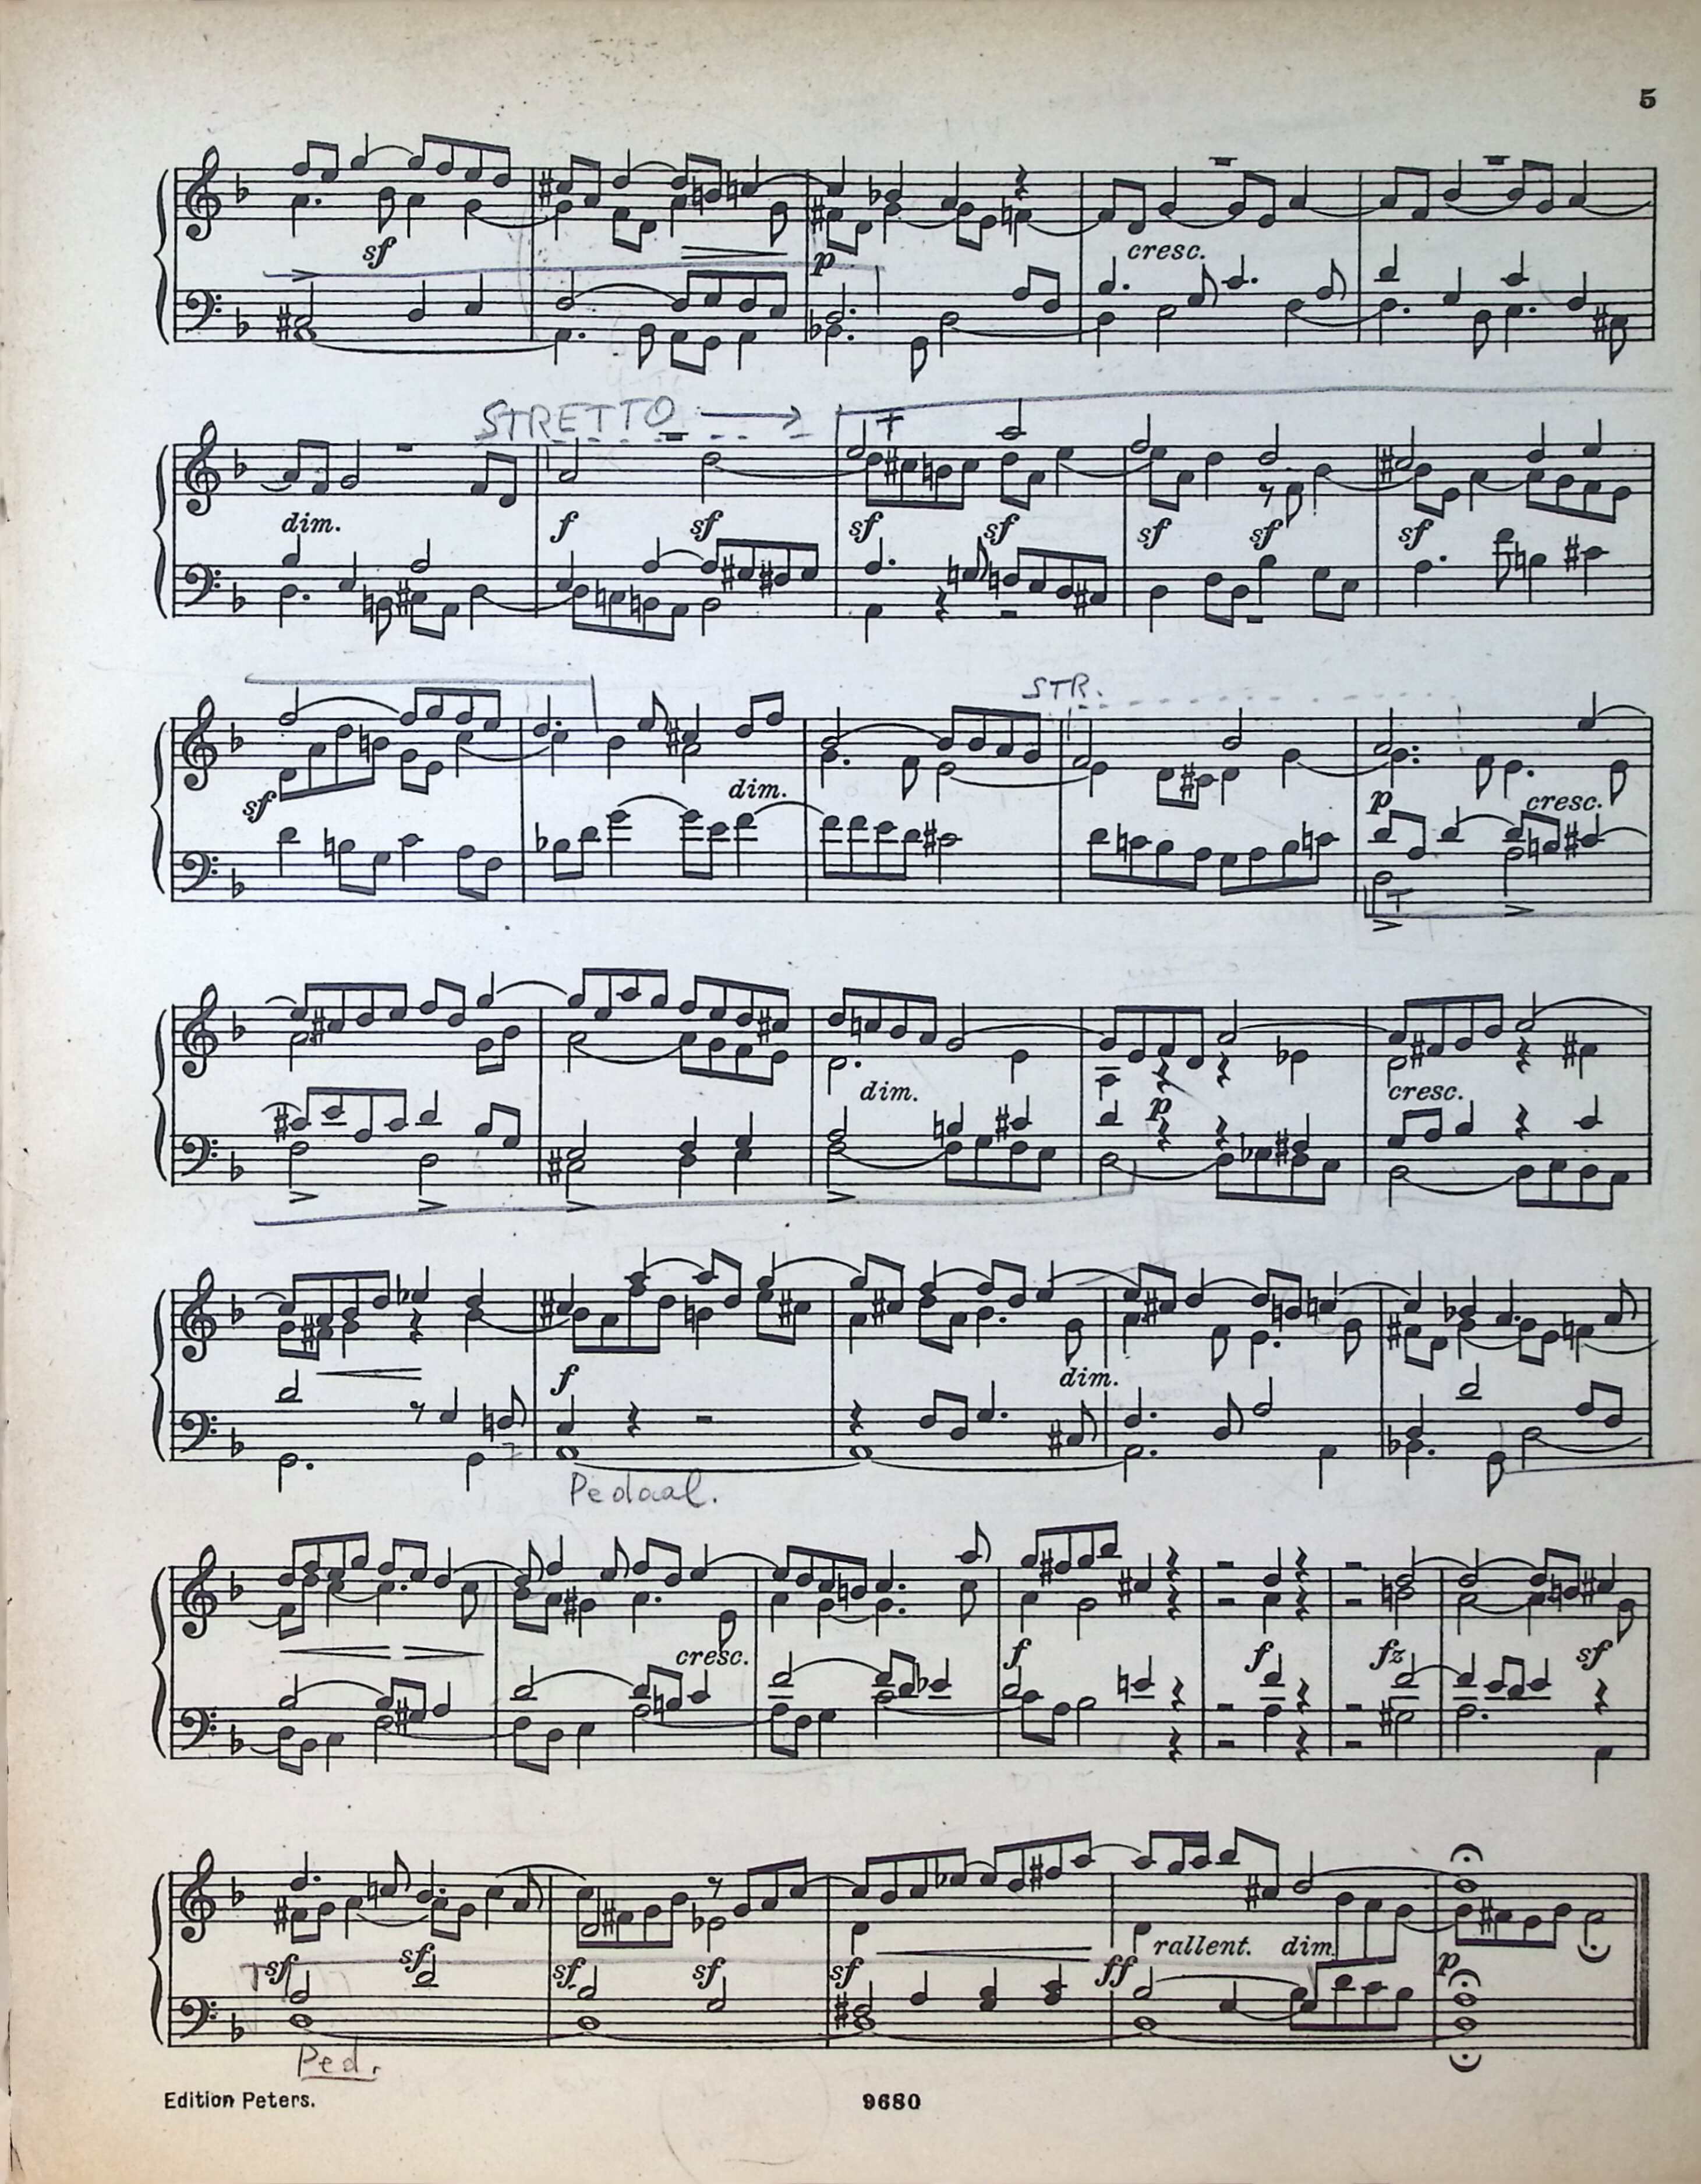 5
sf p cresc.
STRETTO
T
dim. f sf sf sf sf sf sf
STR.
sf dim. p cresc.
T
dim. p cresc.
f dim.
Pedaal.
cresc. f f fz sf
T sf sf sf sf sf ff rallent. dim. p
Ped.
Edition Peters. 9680